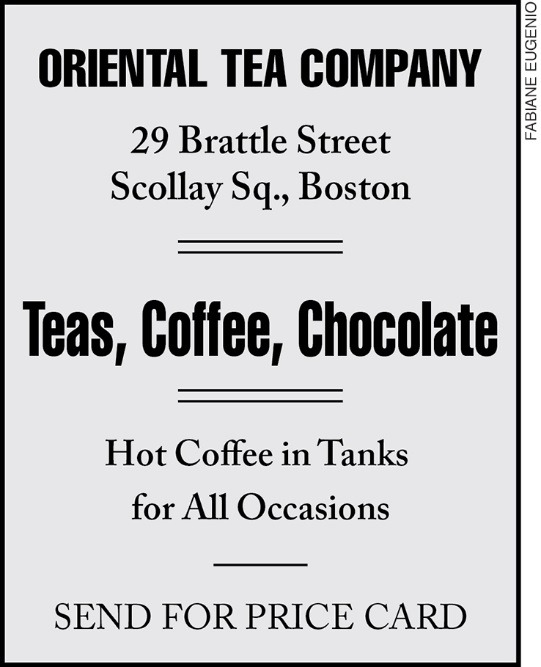 ORIENTAL TEA COMPANY
29 Brattle Street
Scollay Sq., Boston
Teas, Coffee, Chocolate
Hot Coffee in Tanks
for All Occasions
SEND FOR PRICE CARD
FABIANE EUGENIO